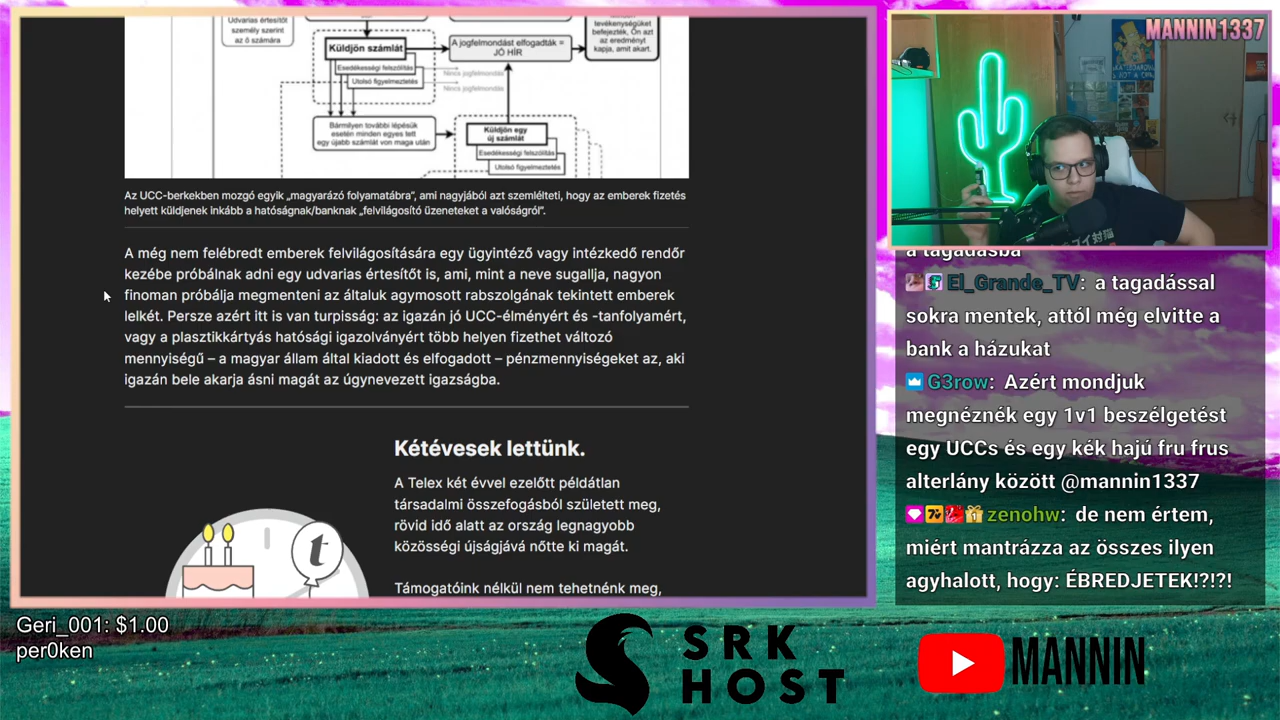 Udvarias értesítőt
személy szerint
az ő számára
Küldjön számlát
Esedékességi felszólítás
Utolsó figyelmeztetés
A jogfelmondást elfogadták =
JÓ HÍR
tevékenységüket
befejezték, Ön azt
az eredményt
kapja, amit akart.
Nincs jogfelmondás
Nincs jogfelmondás
Bármilyen további lépésük
esetén minden egyes tett
egy újabb számlát von maga után
Küldjön egy
új számlát
Esedékességi felszólítás
Utolsó figyelmeztetés
Az UCC-berkekben mozgó egyik „magyarázó folyamatábra”, ami nagyjából azt szemlélteti, hogy az emberek fizetés
helyett küldjenek inkább a hatóságnak/banknak „felvilágosító üzeneteket a valóságról”.
A még nem felébredt emberek felvilágosítására egy ügyintéző vagy intézkedő rendőr
kezébe próbálnak adni egy udvarias értesítőt is, ami, mint a neve sugallja, nagyon
finoman próbálja megmenteni az általuk agymosott rabszolgának tekintett emberek
lelkét. Persze azért itt is van turpisság: az igazán jó UCC-élményért és -tanfolyamért,
vagy a plasztikkártyás hatósági igazolványért több helyen fizethet változó
mennyiségű – a magyar állam által kiadott és elfogadott – pénzmennyiségeket az, aki
igazán bele akarja ásni magát az úgynevezett igazságba.
Kétévesek lettünk.
A Telex két évvel ezelőtt példátlan
társadalmi összefogásból született meg,
rövid idő alatt az ország legnagyobb
közösségi újságjává nőtte ki magát.
Támogatóink nélkül nem tehetnénk meg,
t
MANNIN1337
a tagadásba
El_Grande_TV: a tagadással
sokra mentek, attól még elvitte a
bank a házukat
G3row: Azért mondjuk
megnéznék egy 1v1 beszélgetést
egy UCCs és egy kék hajú fru frus
alterlány között @mannin1337
zenohw: de nem értem,
miért mantrázza az összes ilyen
agyhalott, hogy: ÉBREDJETEK!?!?!
Geri_001: $1.00
per0ken
SRK
HOST
MANNIN